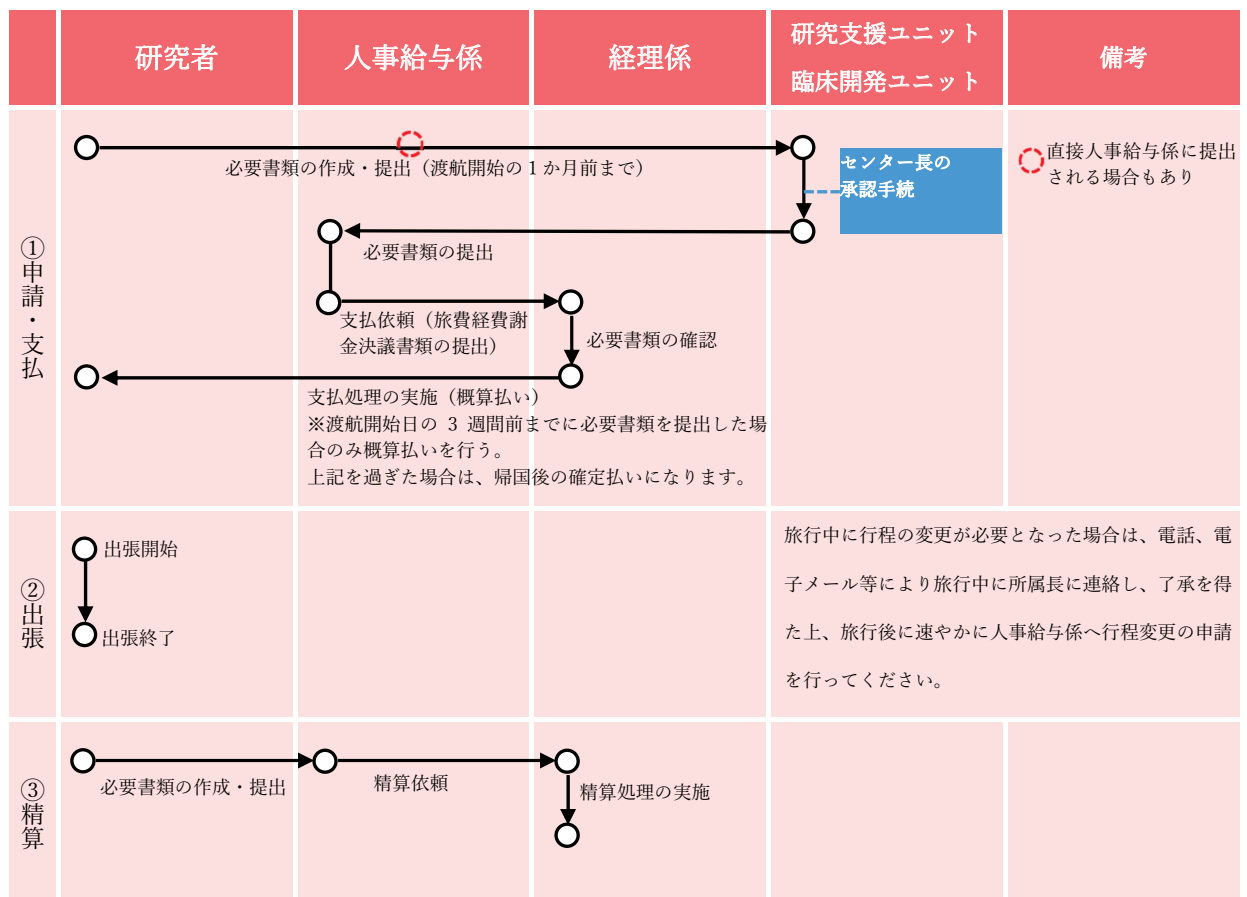 研究者
人事給与係
経理係
研究支援ユニット
臨床開発ユニット
備考
①申請・支払
必要書類の作成・提出（渡航開始の１か月前まで）
センター長の
承認手続
直接人事給与係に提出
される場合もあり
必要書類の提出
支払依頼（旅費経費謝
金決議書類の提出）
必要書類の確認
支払処理の実施（概算払い）
※渡航開始日の 3 週間前までに必要書類を提出した場
合のみ概算払いを行う。
上記を過ぎた場合は、帰国後の確定払いになります。
②出張
出張開始
出張終了
旅行中に行程の変更が必要となった場合は、電話、電
子メール等により旅行中に所属長に連絡し、了承を得
た上、旅行後に速やかに人事給与係へ行程変更の申請
を行ってください。
③精算
必要書類の作成・提出
精算依頼
精算処理の実施